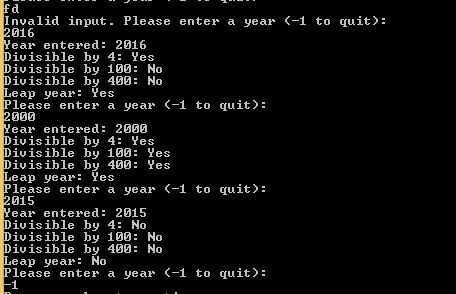 fd
Invalid input. Please enter a year (-1 to quit):
2016
Year entered: 2016
Divisible by 4: Yes
Divisible by 100: No
Divisible by 400: No
Leap year: Yes
Please enter a year (-1 to quit):
2000
Year entered: 2000
Divisible by 4: Yes
Divisible by 100: Yes
Divisible by 400: Yes
Leap year: Yes
Please enter a year (-1 to quit):
2015
Year entered: 2015
Divisible by 4: No
Divisible by 100: No
Divisible by 400: No
Leap year: No
Please enter a year (-1 to quit):
-1